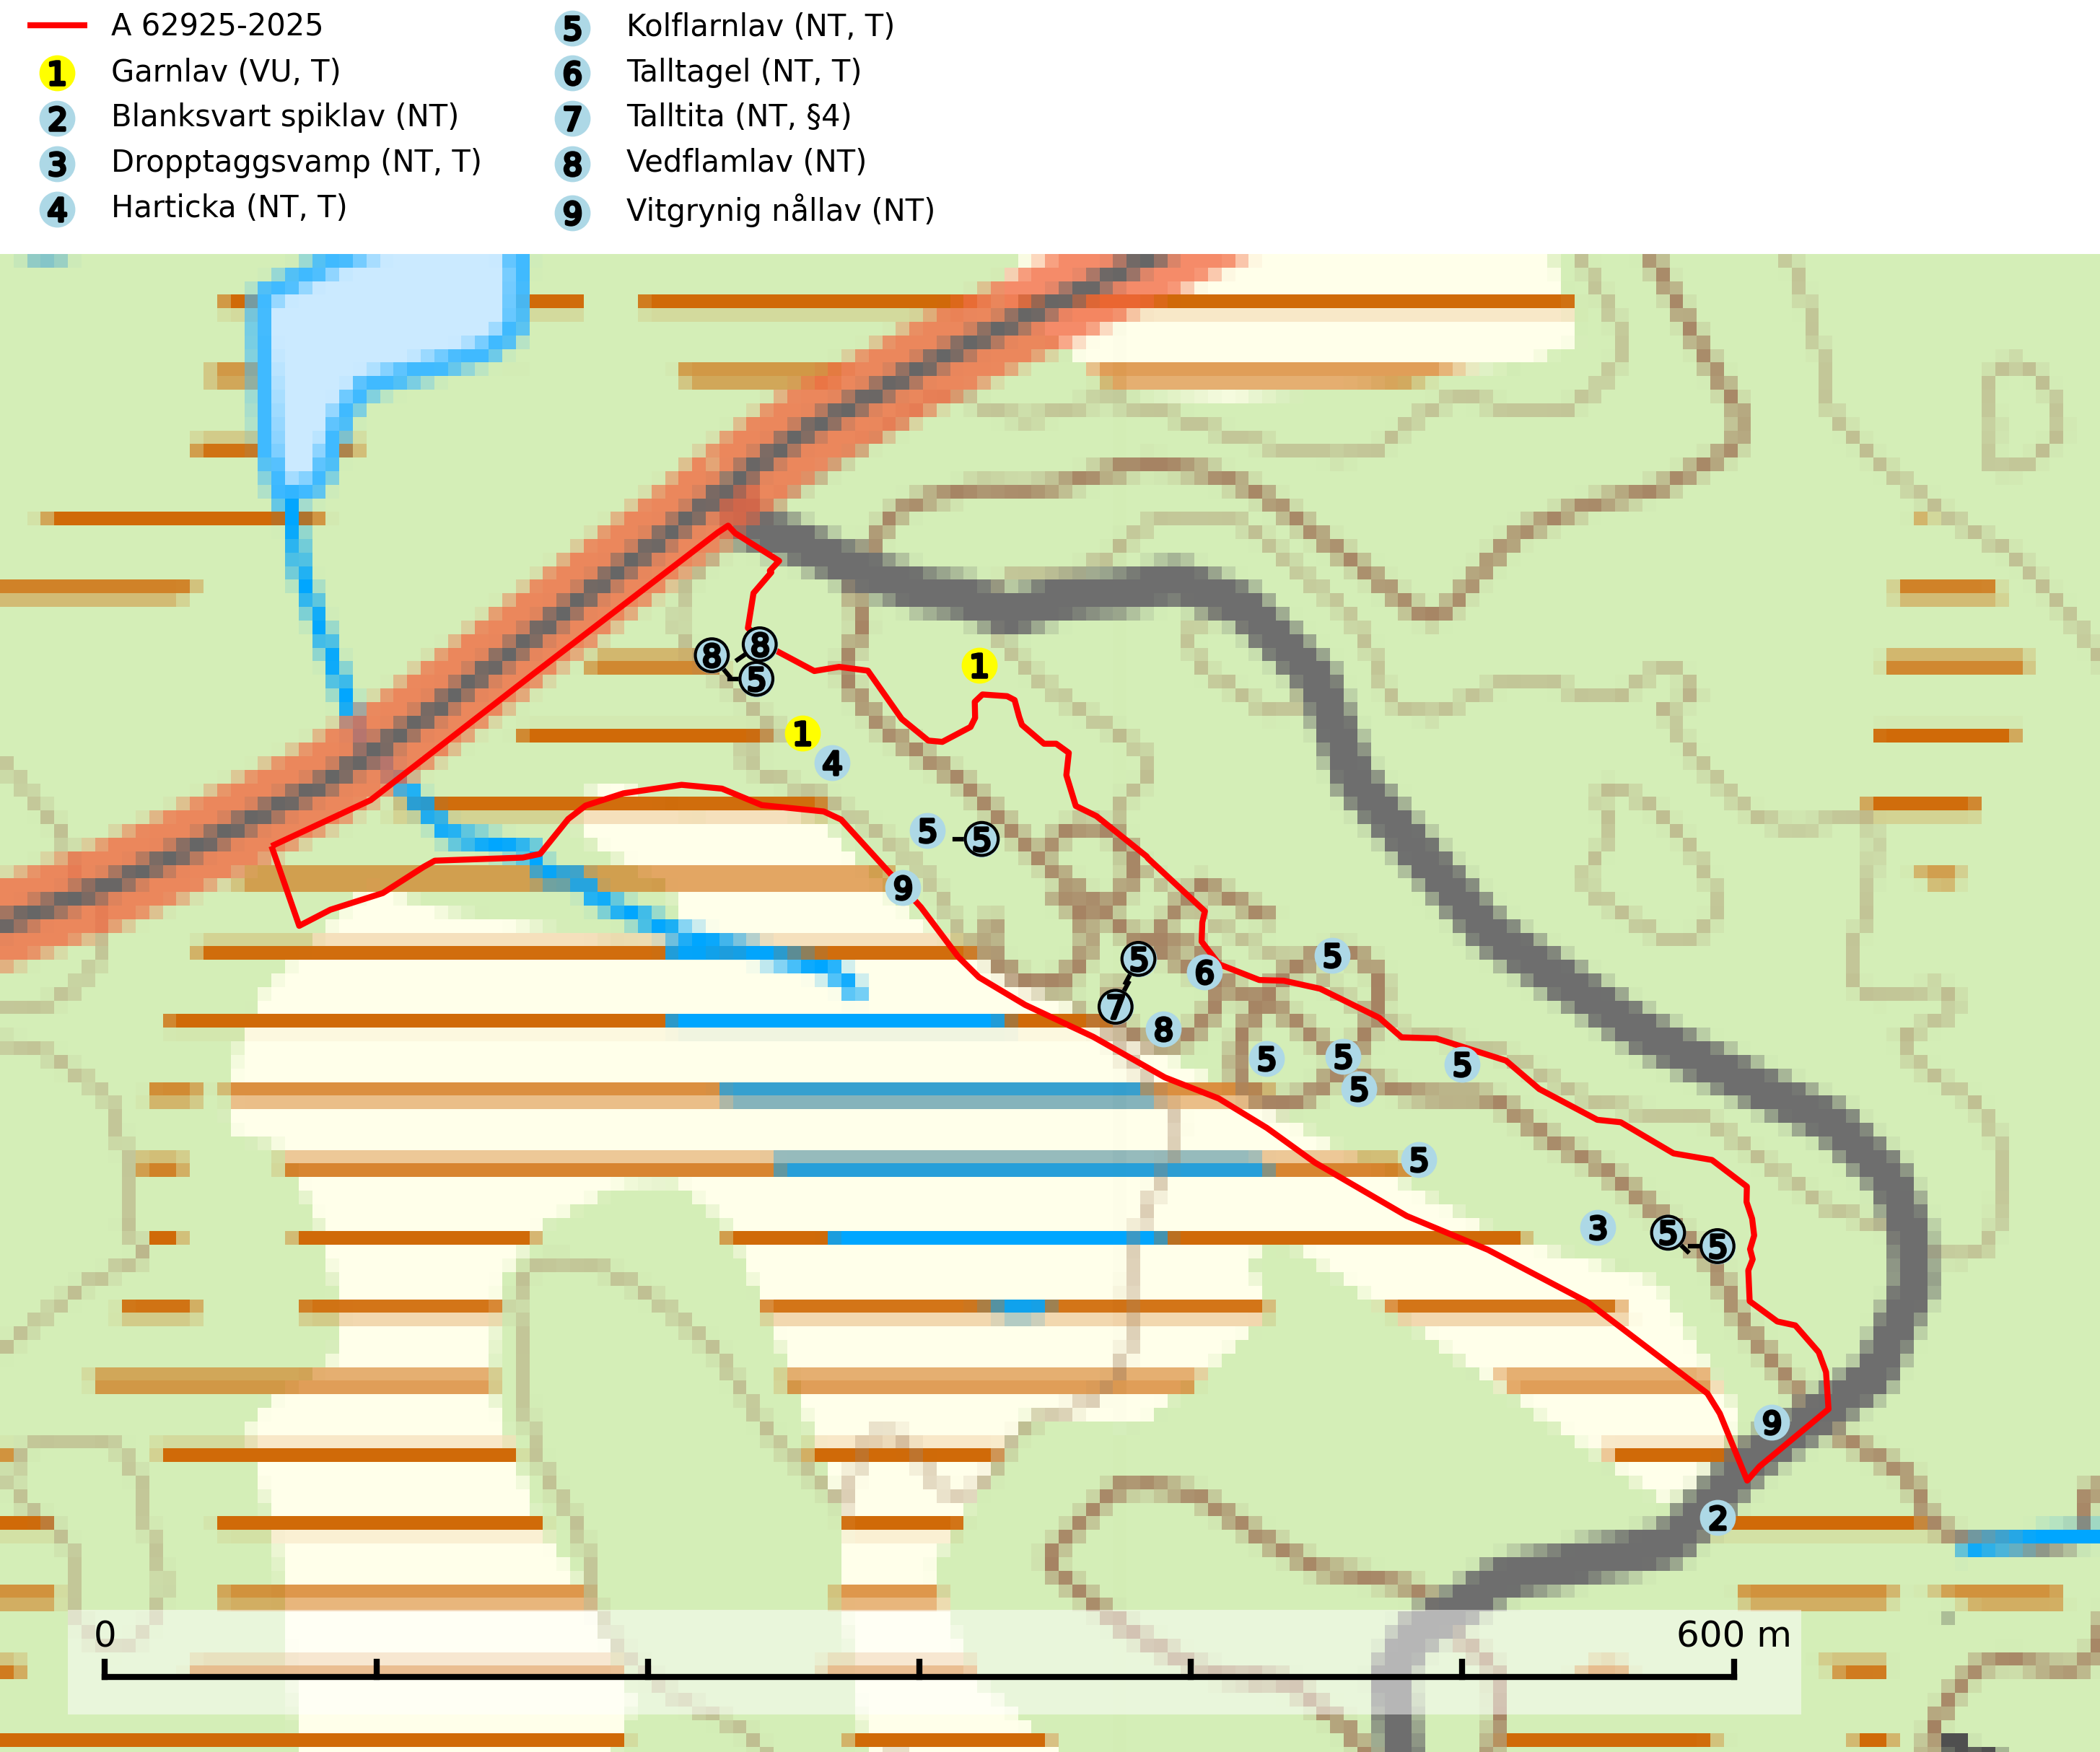 A 62925-2025
1 Garnlav (VU, T)
2 Blanksvart spiklav (NT)
3 Dropptaggsvamp (NT, T)
4 Harticka (NT, T)
5 Kolflarnlav (NT, T)
6 Talltagel (NT, T)
7 Talltita (NT, §4)
8 Vedflamlav (NT)
9 Vitgrynig nållav (NT)
8 8
5
1
1
4
5 5
9
5
6
5
7
8
5 5
5
5
5
3
5 5
9
2
0 600 m